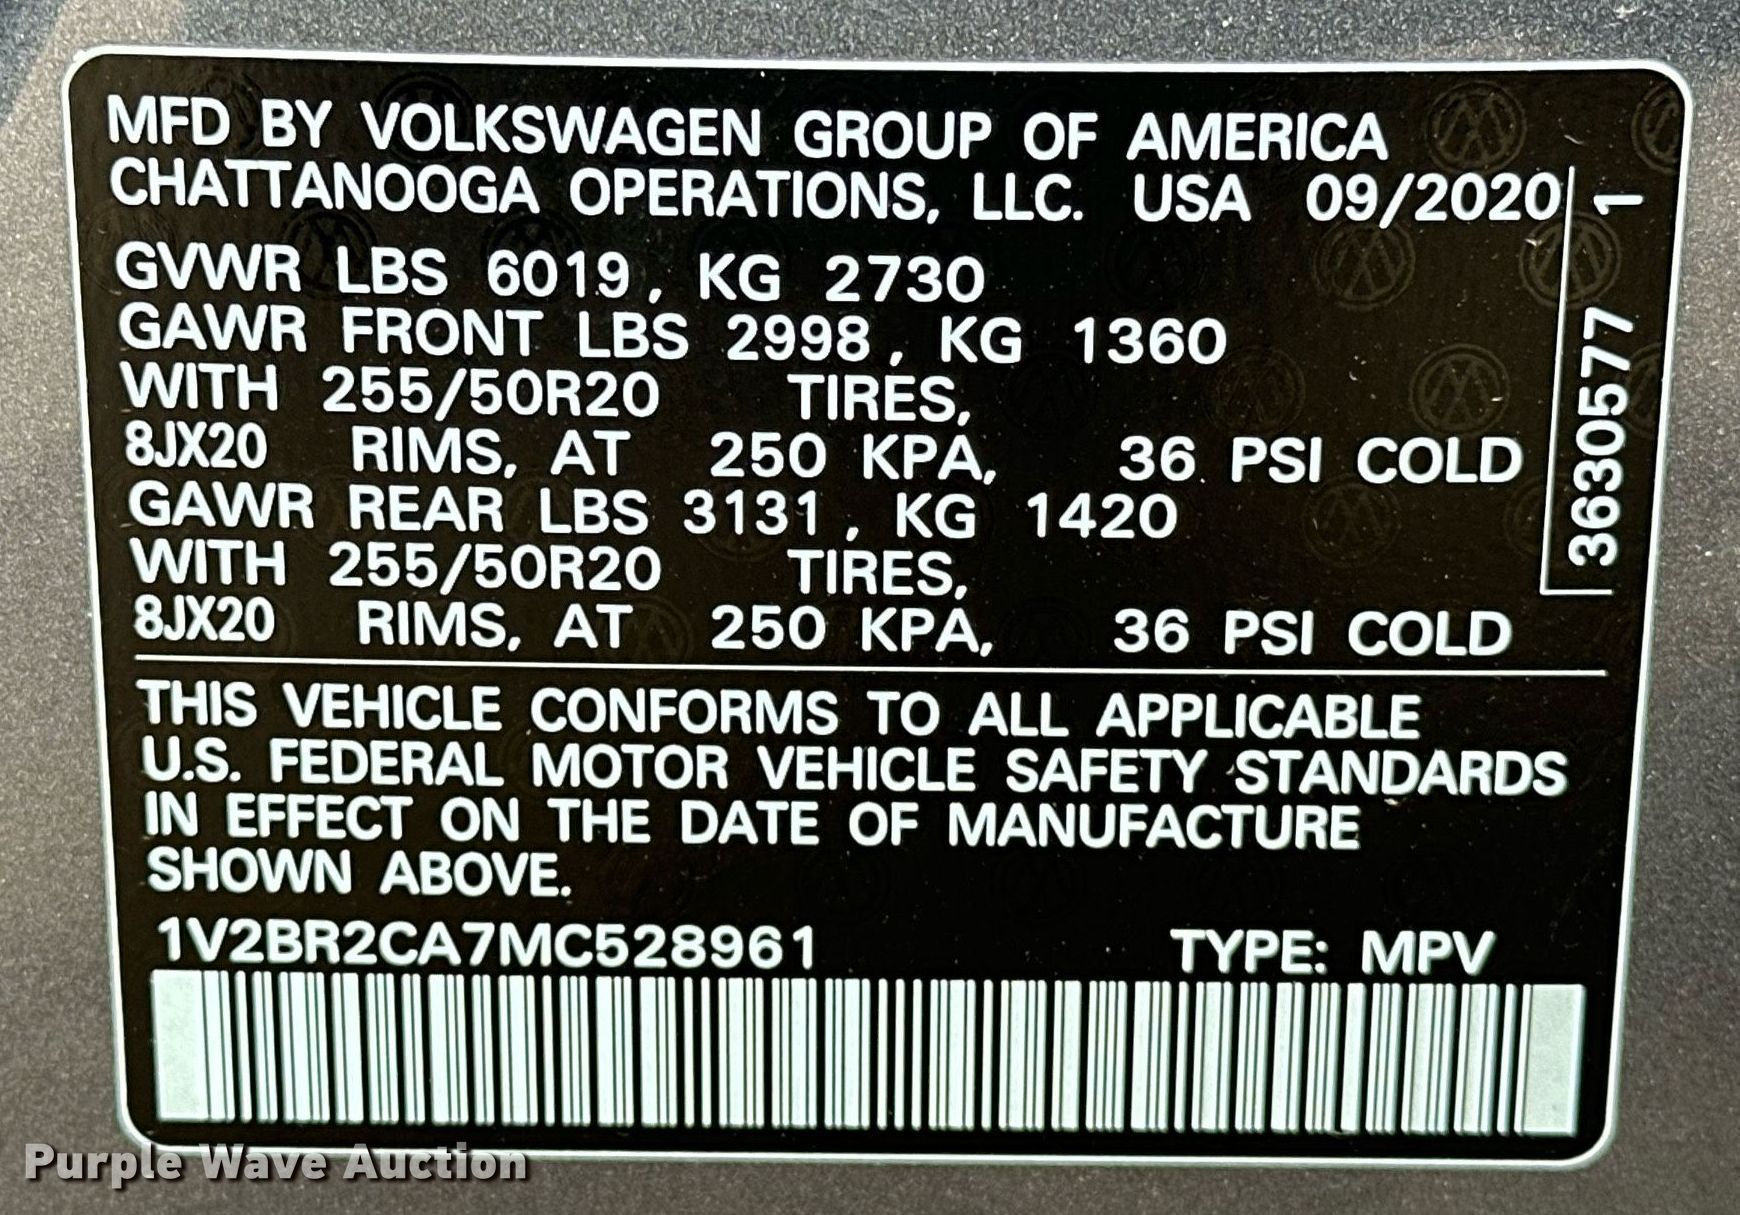 MFD BY VOLKSWAGEN GROUP OF AMERICA
CHATTANOOGA OPERATIONS, LLC. USA 09/2020
GVWR LBS 6019, KG 2730
GAWR FRONT LBS 2998, KG 1360
WITH 255/50R20 TIRES,
8JX20 RIMS, AT 250 KPA, 36 PSI COLD
GAWR REAR LBS 3131, KG 1420
WITH 255/50R20 TIRES,
8JX20 RIMS, AT 250 KPA, 36 PSI COLD
3630577 1
THIS VEHICLE CONFORMS TO ALL APPLICABLE
U.S. FEDERAL MOTOR VEHICLE SAFETY STANDARDS
IN EFFECT ON THE DATE OF MANUFACTURE
SHOWN ABOVE.
1V2BR2CA7MC528961 TYPE: MPV
Purple Wave Auction